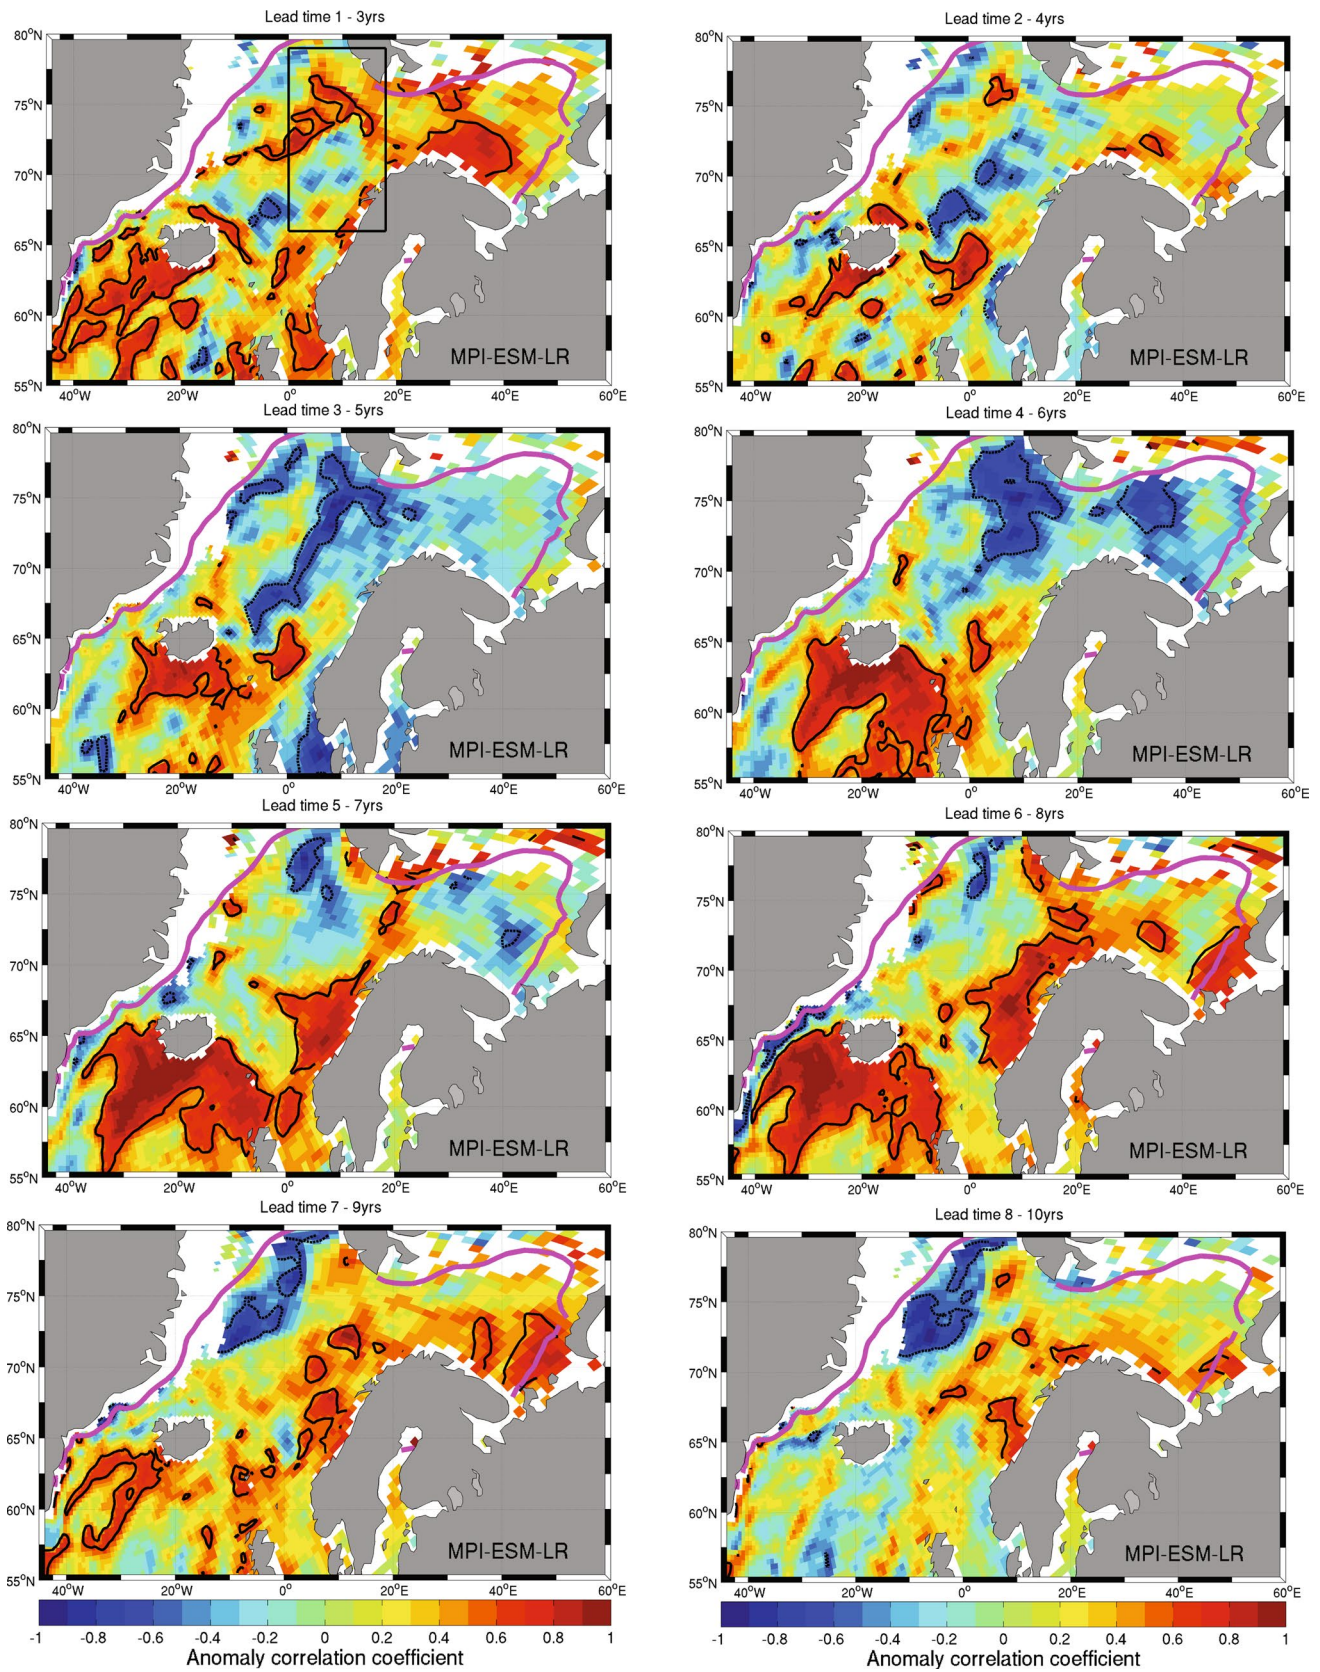 Lead time 1 - 3yrs
80°N
75°N
70°N
65°N
60°N
55°N
MPI-ESM-LR
40°W 20°W 0° 20°E 40°E 60°E
Lead time 2 - 4yrs
80°N
75°N
70°N
65°N
60°N
55°N
MPI-ESM-LR
40°W 20°W 0° 20°E 40°E 60°E
Lead time 3 - 5yrs
80°N
75°N
70°N
65°N
60°N
55°N
MPI-ESM-LR
40°W 20°W 0° 20°E 40°E 60°E
Lead time 4 - 6yrs
80°N
75°N
70°N
65°N
60°N
55°N
MPI-ESM-LR
40°W 20°W 0° 20°E 40°E 60°E
Lead time 5 - 7yrs
80°N
75°N
70°N
65°N
60°N
55°N
MPI-ESM-LR
40°W 20°W 0° 20°E 40°E 60°E
Lead time 6 - 8yrs
80°N
75°N
70°N
65°N
60°N
55°N
MPI-ESM-LR
40°W 20°W 0° 20°E 40°E 60°E
Lead time 7 - 9yrs
80°N
75°N
70°N
65°N
60°N
55°N
MPI-ESM-LR
40°W 20°W 0° 20°E 40°E 60°E
Lead time 8 - 10yrs
80°N
75°N
70°N
65°N
60°N
55°N
MPI-ESM-LR
40°W 20°W 0° 20°E 40°E 60°E
-1 -0.8 -0.6 -0.4 -0.2 0 0.2 0.4 0.6 0.8 1
Anomaly correlation coefficient
-1 -0.8 -0.6 -0.4 -0.2 0 0.2 0.4 0.6 0.8 1
Anomaly correlation coefficient